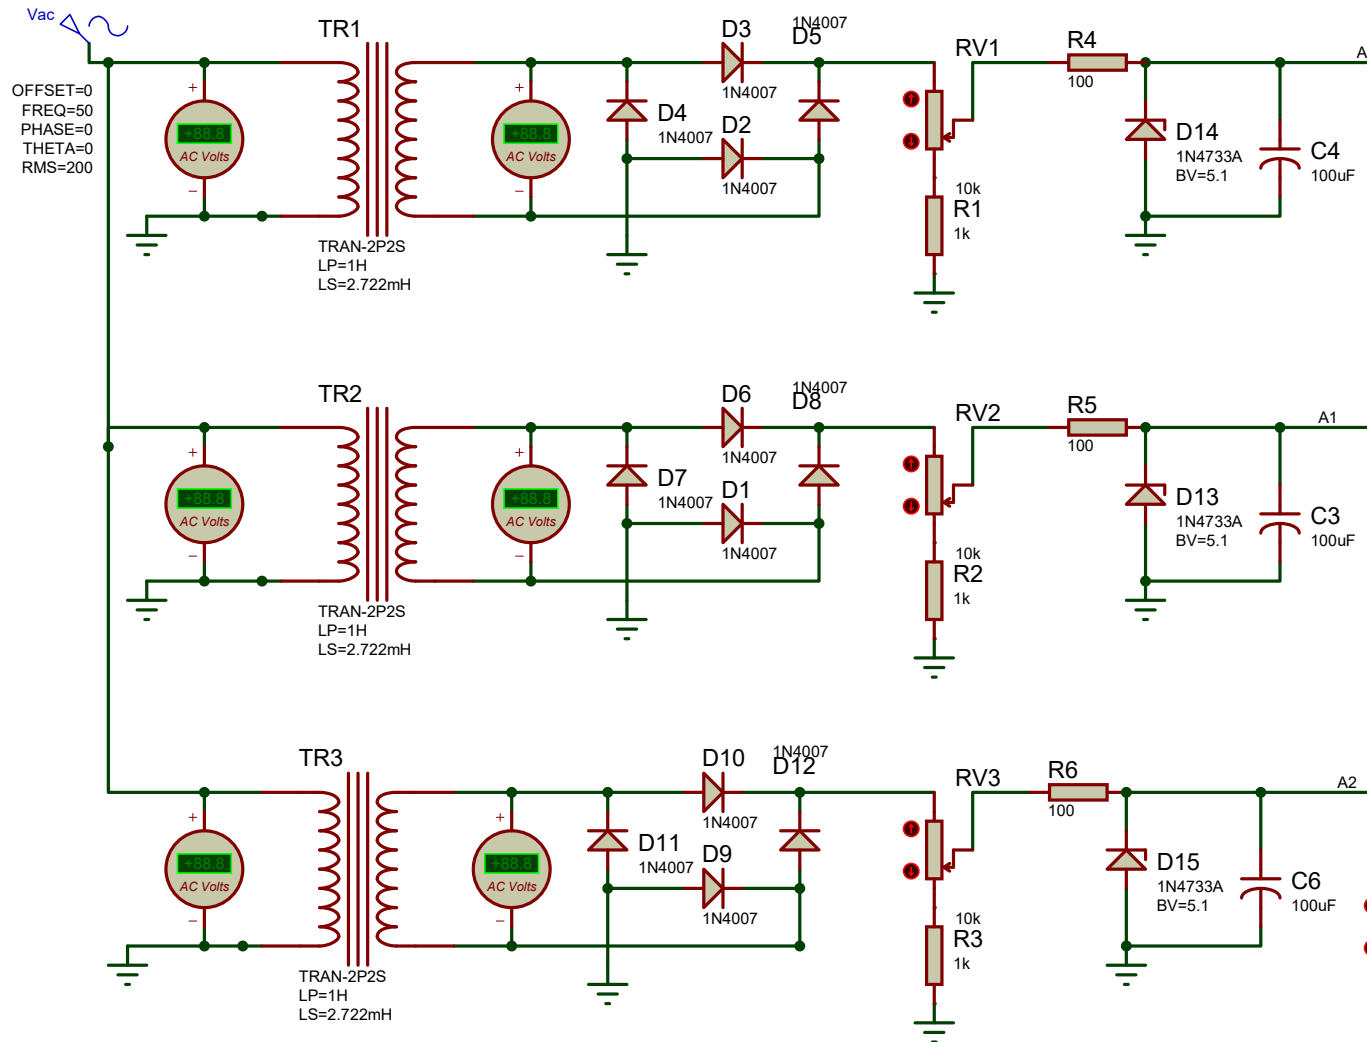 Vac
OFFSET=0
FREQ=50
PHASE=0
THETA=0
RMS=200
+
+88.8
AC Volts
−
TR1
TRAN-2P2S
LP=1H
LS=2.722mH
+
+88.8
AC Volts
−
D3
1N4007
1N4007
D5
D4
1N4007
D2
1N4007
RV1
10k
R1
1k
R4
100
D14
1N4733A
BV=5.1
C4
100uF
A
+
+88.8
AC Volts
−
TR2
TRAN-2P2S
LP=1H
LS=2.722mH
+
+88.8
AC Volts
−
D6
1N4007
1N4007
D8
D7
1N4007
D1
1N4007
RV2
10k
R2
1k
R5
100
D13
1N4733A
BV=5.1
C3
100uF
A1
+
+88.8
AC Volts
−
TR3
TRAN-2P2S
LP=1H
LS=2.722mH
+
+88.8
AC Volts
−
D10
1N4007
1N4007
D12
D11
1N4007
D9
1N4007
RV3
10k
R3
1k
R6
100
D15
1N4733A
BV=5.1
C6
100uF
A2